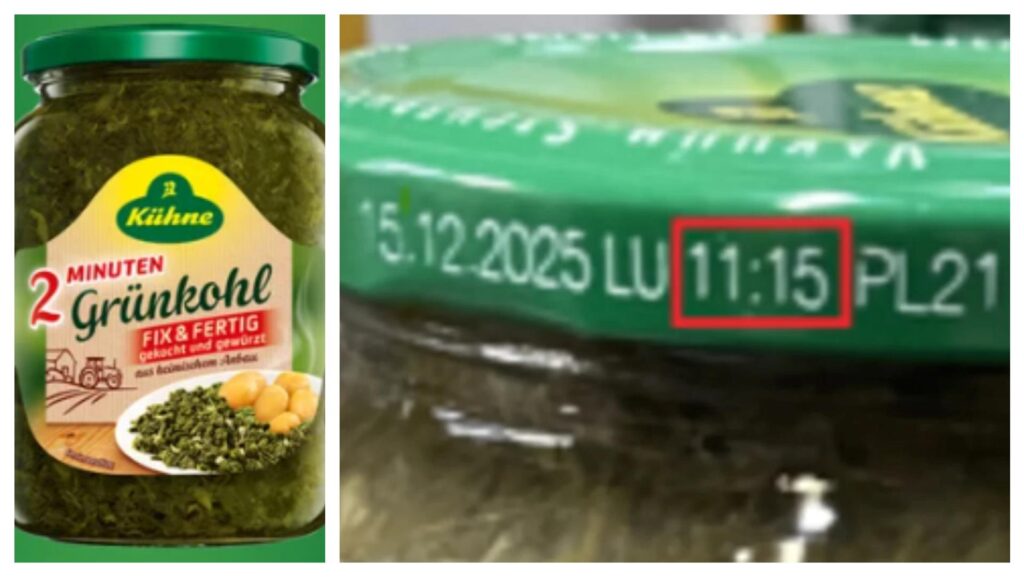 Kühne
2 MINUTEN
Grünkohl
FIX & FERTIG
gekocht und gewürzt
aus heimischem Anbau
VAKUUM
15.12.2025 LU 11:15 PL21